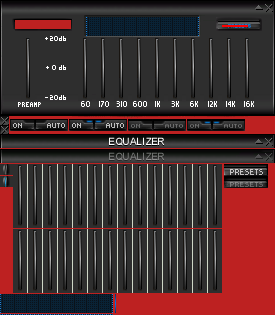 +20db
+0 db
-20db
PREAMP 60 170 310 600 1K 3K 6K 12K 14K 16K
ON AUTO ON AUTO ON AUTO ON AUTO
EQUALIZER
EQUALIZER
PRESETS
PRESETS